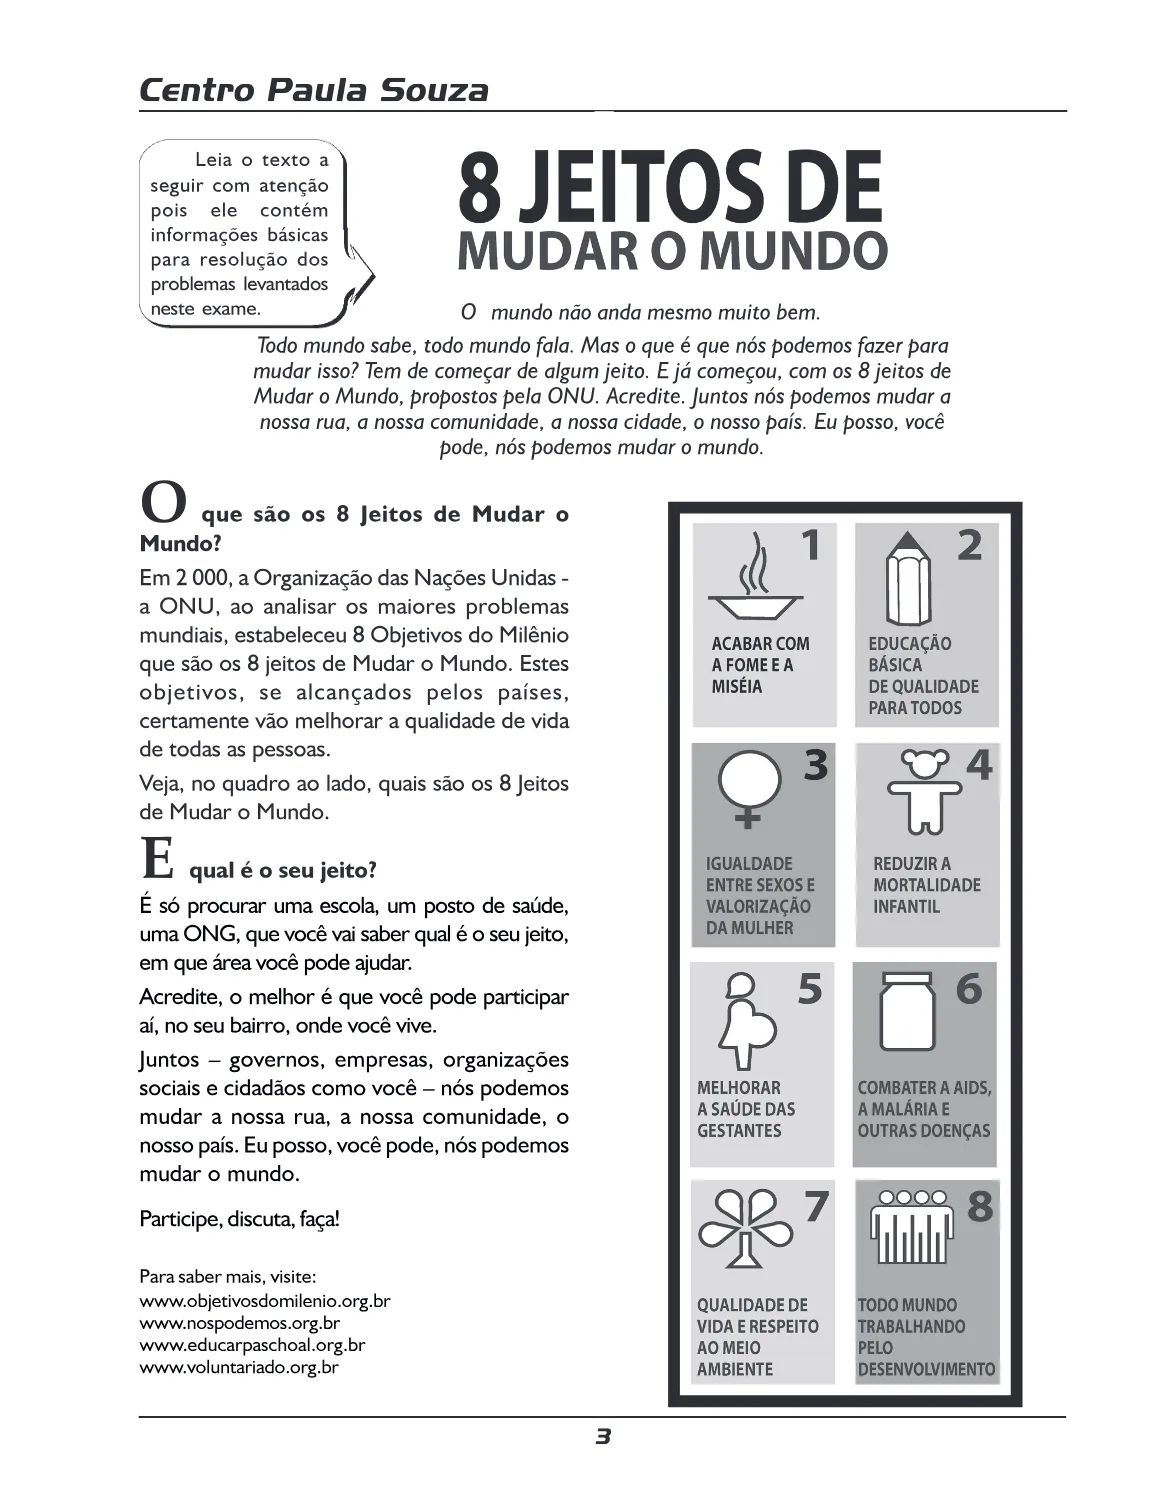 Centro Paula Souza
Leia o texto a
seguir com atenção
pois ele contém
informações básicas
para resolução dos
problemas levantados
neste exame.
8 JEITOS DE
MUDAR O MUNDO
O mundo não anda mesmo muito bem.
Todo mundo sabe, todo mundo fala. Mas o que é que nós podemos fazer para
mudar isso? Tem de começar de algum jeito. E já começou, com os 8 jeitos de
Mudar o Mundo, propostos pela ONU. Acredite. Juntos nós podemos mudar a
nossa rua, a nossa comunidade, a nossa cidade, o nosso país. Eu posso, você
pode, nós podemos mudar o mundo.
O que são os 8 Jeitos de Mudar o
Mundo?
Em 2 000, a Organização das Nações Unidas -
a ONU, ao analisar os maiores problemas
mundiais, estabeleceu 8 Objetivos do Milênio
que são os 8 jeitos de Mudar o Mundo. Estes
objetivos, se alcançados pelos países,
certamente vão melhorar a qualidade de vida
de todas as pessoas.
Veja, no quadro ao lado, quais são os 8 Jeitos
de Mudar o Mundo.
E qual é o seu jeito?
É só procurar uma escola, um posto de saúde,
uma ONG, que você vai saber qual é o seu jeito,
em que área você pode ajudar.
Acredite, o melhor é que você pode participar
aí, no seu bairro, onde você vive.
Juntos – governos, empresas, organizações
sociais e cidadãos como você – nós podemos
mudar a nossa rua, a nossa comunidade, o
nosso país. Eu posso, você pode, nós podemos
mudar o mundo.
Participe, discuta, faça!
Para saber mais, visite:
www.objetivosdomilenio.org.br
www.nospodemos.org.br
www.educarpaschoal.org.br
www.voluntariado.org.br
1
ACABAR COM
A FOME E A
MISÉIA
2
EDUCAÇÃO
BÁSICA
DE QUALIDADE
PARA TODOS
3
IGUALDADE
ENTRE SEXOS E
VALORIZAÇÃO
DA MULHER
4
REDUZIR A
MORTALIDADE
INFANTIL
5
MELHORAR
A SAÚDE DAS
GESTANTES
6
COMBATER A AIDS,
A MALÁRIA E
OUTRAS DOENÇAS
7
QUALIDADE DE
VIDA E RESPEITO
AO MEIO
AMBIENTE
8
TODO MUNDO
TRABALHANDO
PELO
DESENVOLVIMENTO
3